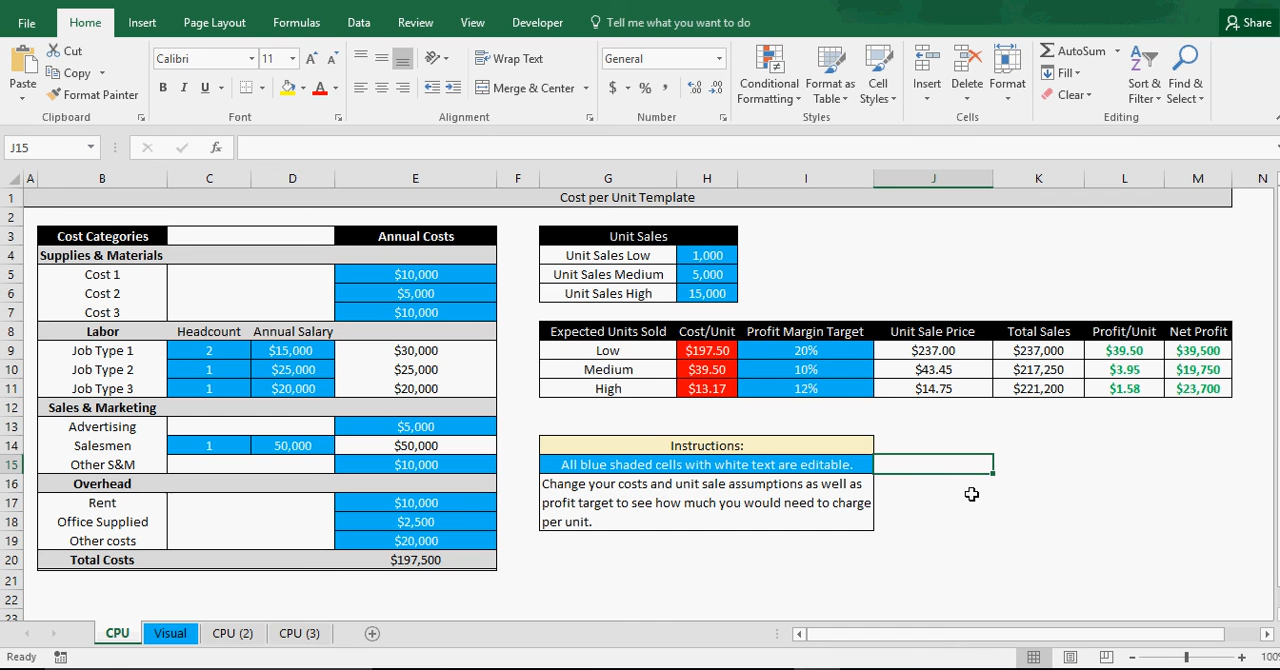 File Home Insert Page Layout Formulas Data Review View Developer Tell me what you want to do Share
Paste
Cut
Copy
Format Painter
Clipboard
Calibri 11 A A
B I U A
Font
Wrap Text
Merge & Center
Alignment
General
$ % ,
Number
Conditional Formatting
Format as Table
Cell Styles
Styles
Insert Delete Format
Cells
AutoSum
Fill
Clear
Sort & Filter
Find & Select
Editing
J15 fx
A B C D E F G H I J K L M N
1 Cost per Unit Template
2
3 Cost Categories Annual Costs Unit Sales
4 Supplies & Materials Unit Sales Low 1,000
5 Cost 1 $10,000 Unit Sales Medium 5,000
6 Cost 2 $5,000 Unit Sales High 15,000
7 Cost 3 $10,000
8 Labor Headcount Annual Salary Expected Units Sold Cost/Unit Profit Margin Target Unit Sale Price Total Sales Profit/Unit Net Profit
9 Job Type 1 2 $15,000 $30,000 Low $197.50 20% $237.00 $237,000 $39.50 $39,500
10 Job Type 2 1 $25,000 $25,000 Medium $39.50 10% $43.45 $217,250 $3.95 $19,750
11 Job Type 3 1 $20,000 $20,000 High $13.17 12% $14.75 $221,200 $1.58 $23,700
12 Sales & Marketing
13 Advertising $5,000
14 Salesmen 1 50,000 $50,000 Instructions:
15 Other S&M $10,000 All blue shaded cells with white text are editable.
16 Overhead Change your costs and unit sale assumptions as well as
17 Rent $10,000 profit target to see how much you would need to charge
18 Office Supplied $2,500 per unit.
19 Other costs $20,000
20 Total Costs $197,500
21
22
23
CPU Visual CPU (2) CPU (3)
Ready 100%